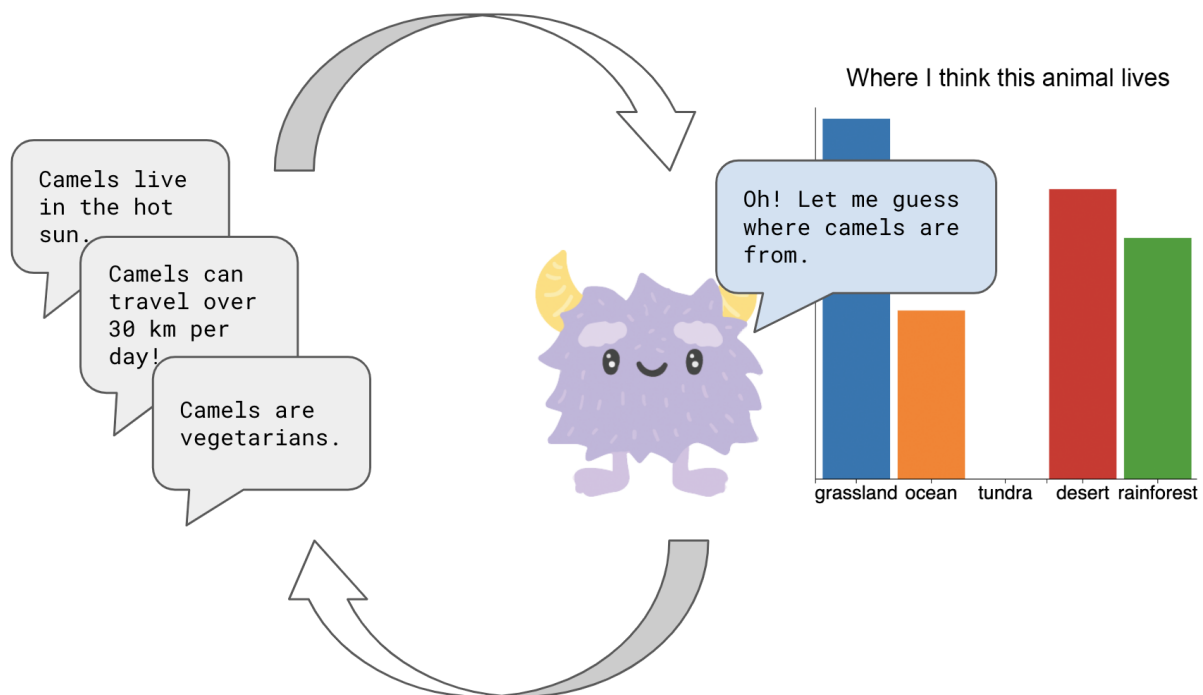 Where I think this animal lives
Camels live
in the hot
sun.
Camels can
travel over
30 km per
day!
Camels are
vegetarians.
Oh! Let me guess
where camels are
from.
grassland ocean tundra desert rainforest